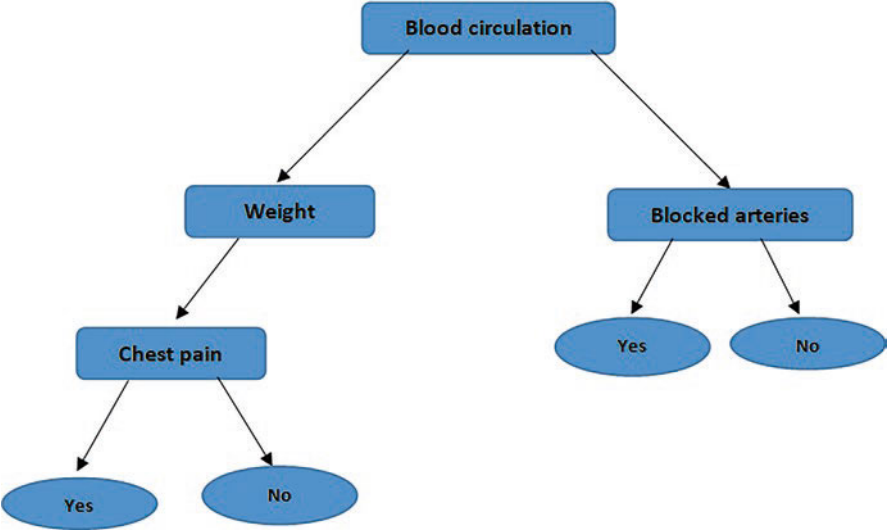 Blood circulation
Weight
Blocked arteries
Yes
No
Chest pain
Yes
No